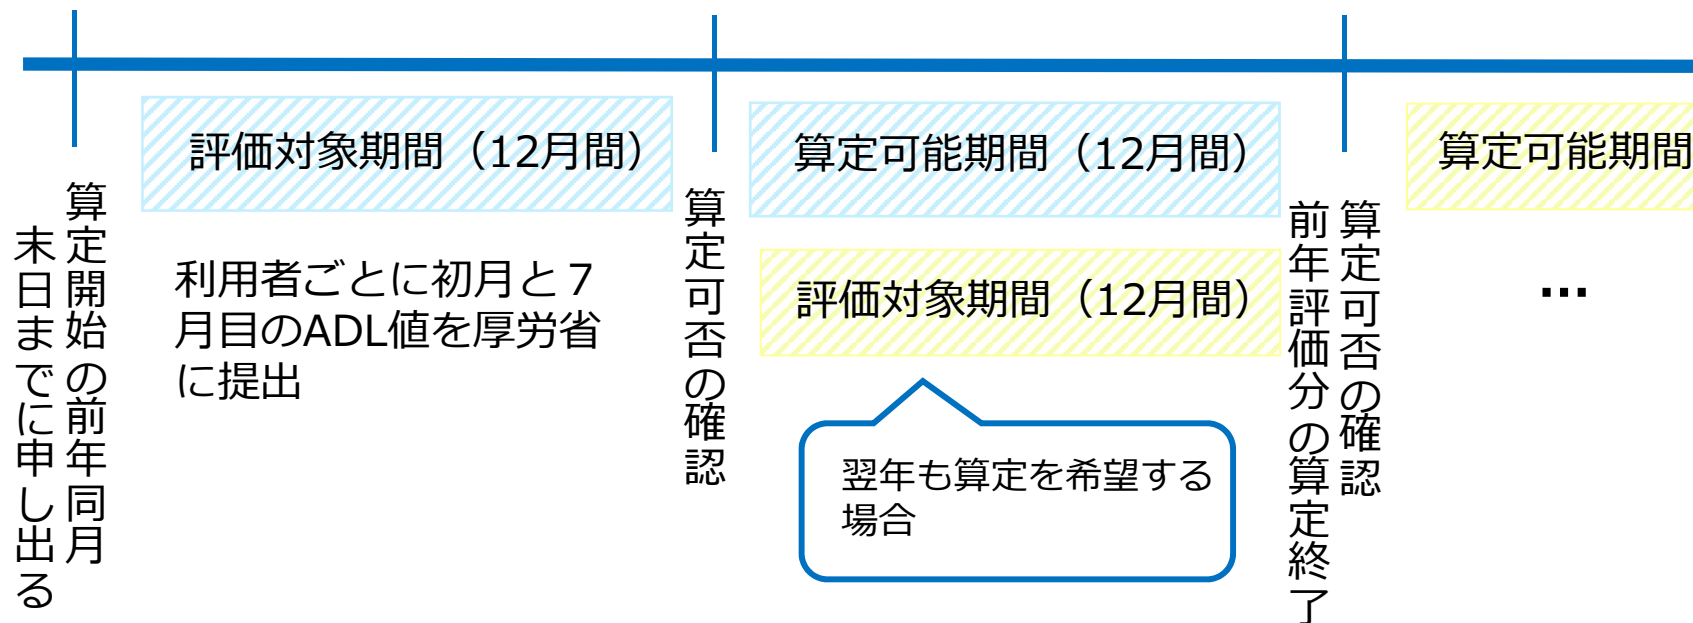 算定開始の前年同月
末日までに申し出る
評価対象期間（12月間）
利用者ごとに初月と７
月目のADL値を厚労省
に提出
算定可否の確認
算定可能期間（12月間）
評価対象期間（12月間）
翌年も算定を希望する
場合
算定可否の確認
前年評価分の算定終了
算定可能期間
…